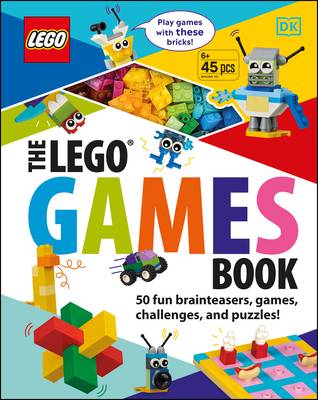 LEGO
Play games
with these
bricks!
DK
6+
45 pcs
THE LEGO®
GAMES
BOOK
50 fun brainteasers, games,
challenges, and puzzles!